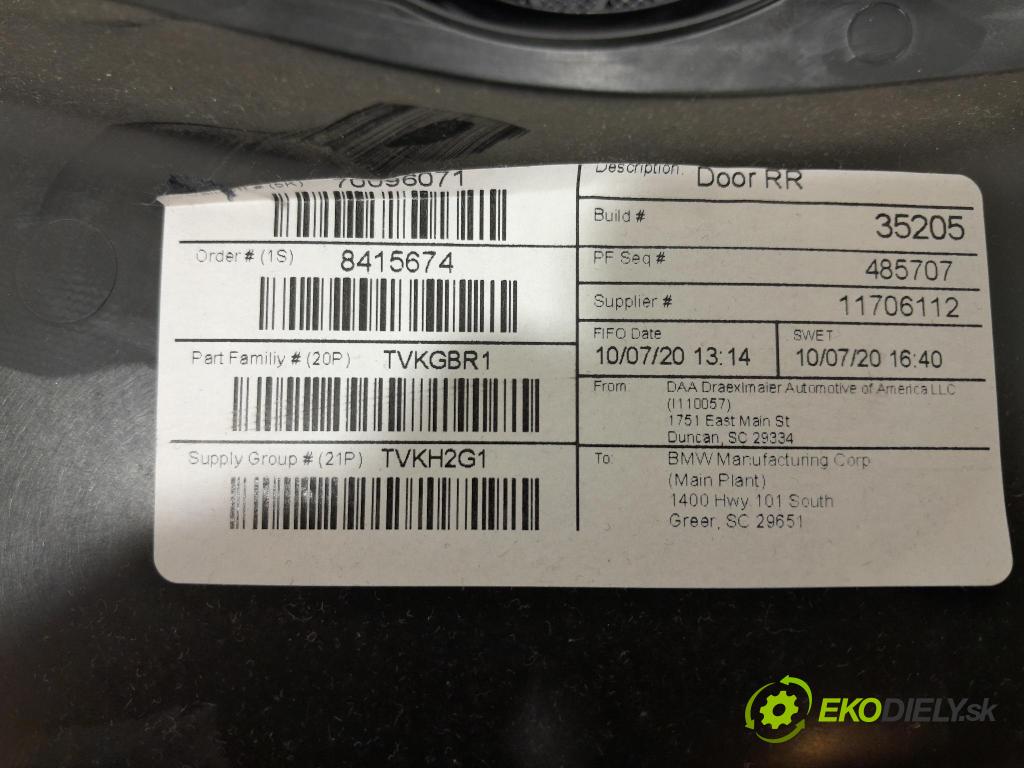 70096071
Order # (1S) 8415674
Part Familiy # (20P) TVKGBR1
Supply Group # (21P) TVKH2G1
Description: Door RR
Build # 35205
PF Seq # 485707
Supplier # 11706112
FIFO Date
10/07/20 13:14
SWET
10/07/20 16:40
From: DAA Draexlmaier Automotive of America LLC
(I110057)
1751 East Main St
Duncan, SC 29334
To: BMW Manufacturing Corp
(Main Plant)
1400 Hwy. 101 South
Greer, SC 29651
EKODIELY.sk